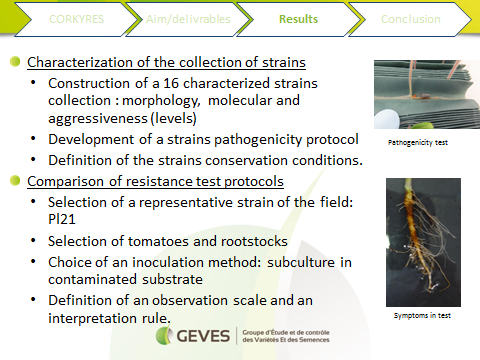 CORKYRES
Aim/delivrables
Results
Conclusion
Characterization of the collection of strains
• Construction of a 16 characterized strains
collection : morphology, molecular and
aggressiveness (levels)
• Development of a strains pathogenicity protocol
• Definition of the strains conservation conditions.
Pathogenicity test
Comparison of resistance test protocols
• Selection of a representative strain of the field:
Pl21
• Selection of tomatoes and rootstocks
• Choice of an inoculation method: subculture in
contaminated substrate
• Definition of an observation scale and an
interpretation rule.
Symptoms in test
GEVES
Groupe d'Étude et de contrôle
des Variétés Et des Semences